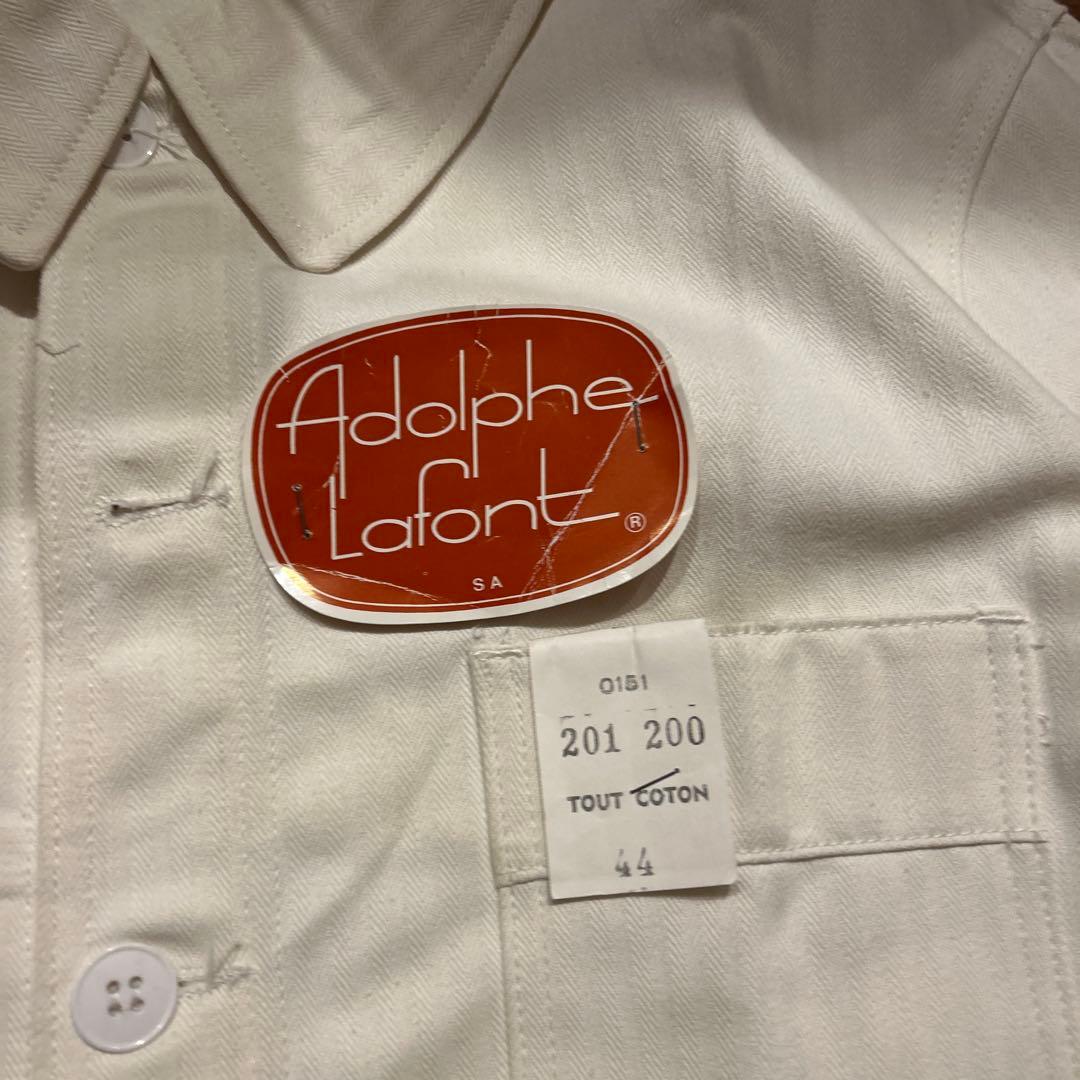 Adolphe
Lafont
®
SA
0151
201 200
TOUT COTON
44